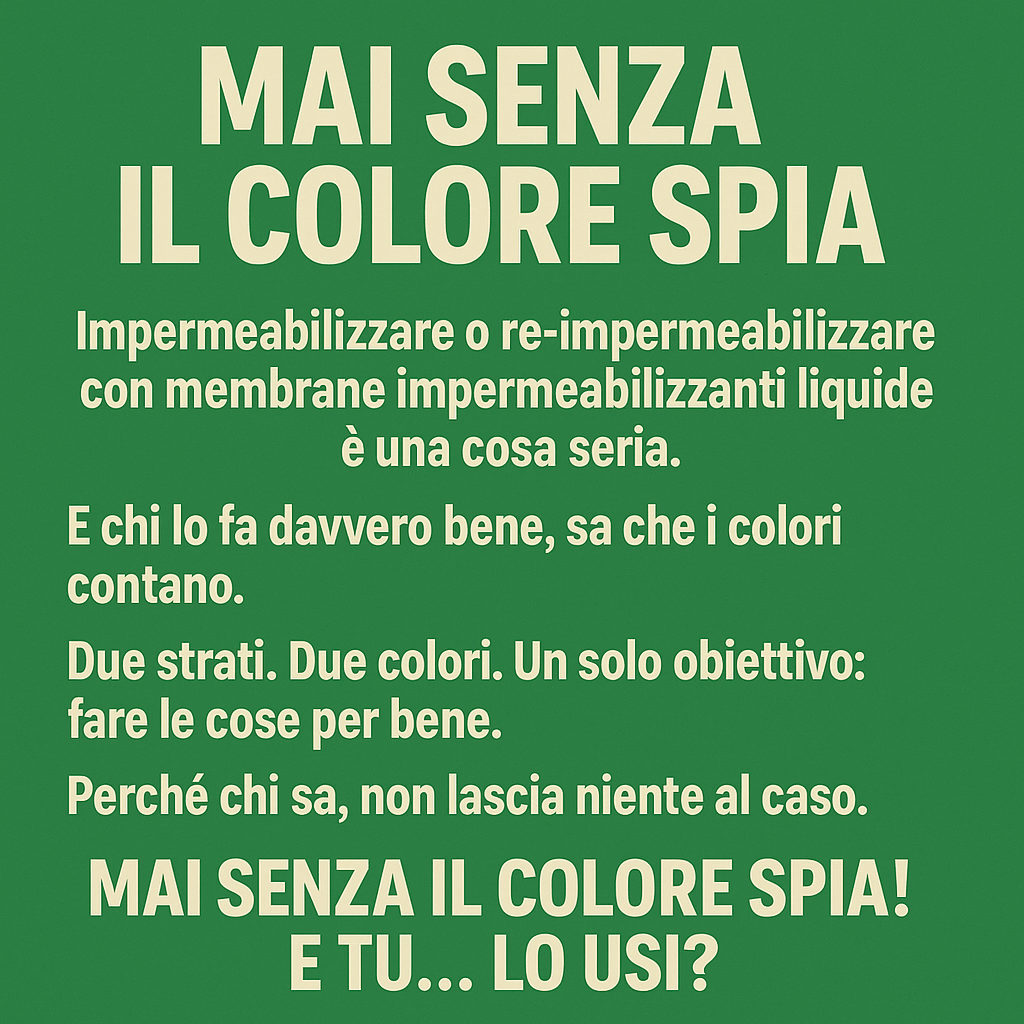 MAI SENZA
IL COLORE SPIA
Impermeabilizzare o re-impermeabilizzare
con membrane impermeabilizzanti liquide
è una cosa seria.
E chi lo fa davvero bene, sa che i colori
contano.
Due strati. Due colori. Un solo obiettivo:
fare le cose per bene.
Perché chi sa, non lascia niente al caso.
MAI SENZA IL COLORE SPIA!
E TU... LO USI?